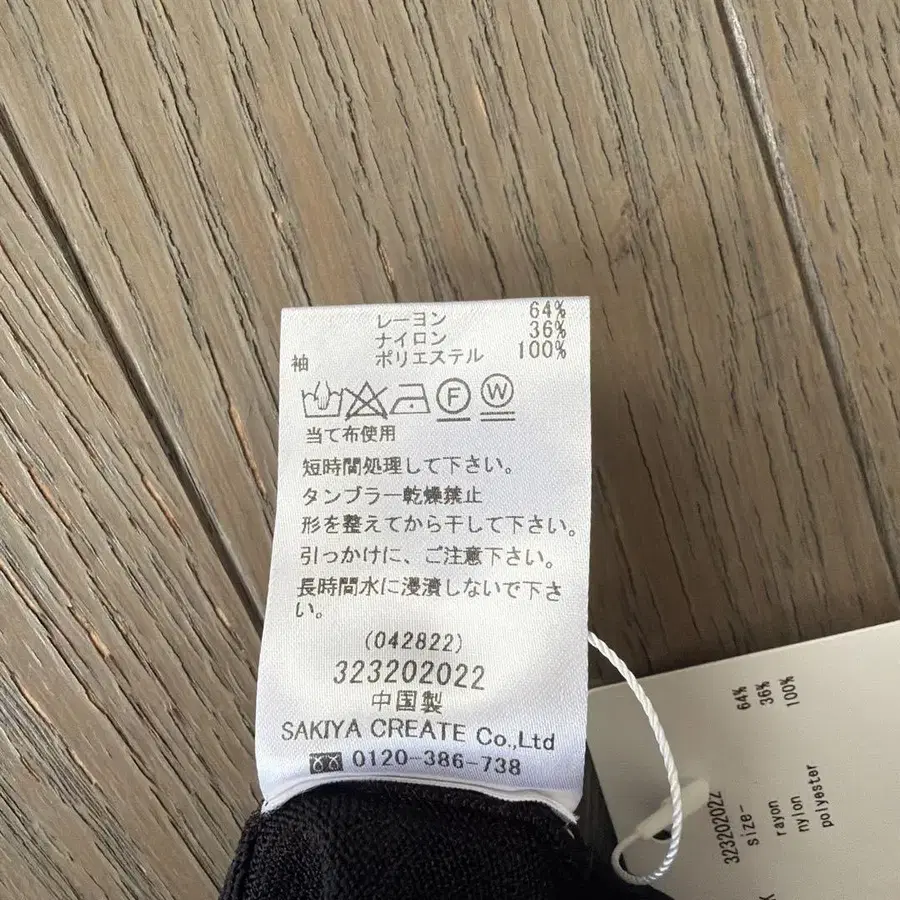 レーヨン 64%
ナイロン 36%
袖 ポリエステル 100%
F W
当て布使用
短時間処理して下さい。
タンブラー乾燥禁止
形を整えてから干して下さい。
引っかけに、ご注意下さい。
長時間水に浸漬しないで下さ
い。
(042822)
323202022
中国製
SAKIYA CREATE Co.,Ltd
0120-386-738
323202022
size-
rayon 64%
nylon 36%
polyester 100%